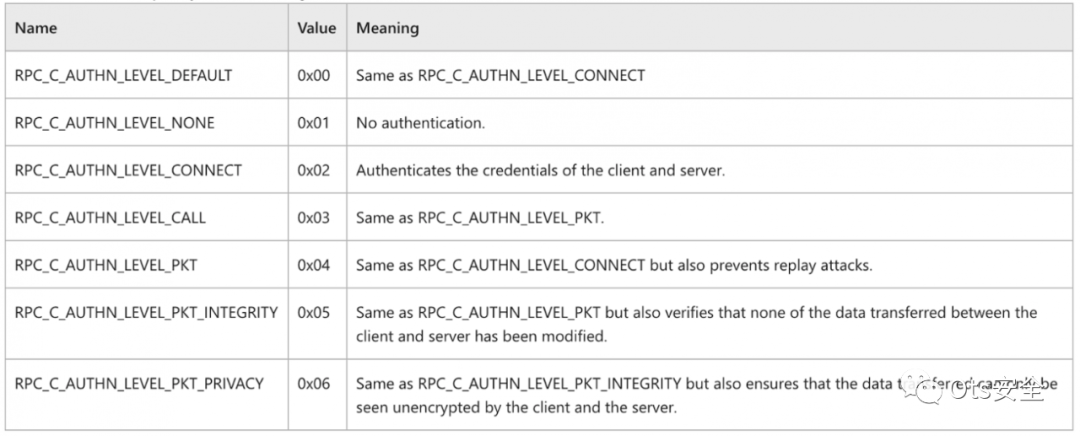 Name Value Meaning
RPC_C_AUTHN_LEVEL_DEFAULT 0x00 Same as RPC_C_AUTHN_LEVEL_CONNECT
RPC_C_AUTHN_LEVEL_NONE 0x01 No authentication.
RPC_C_AUTHN_LEVEL_CONNECT 0x02 Authenticates the credentials of the client and server.
RPC_C_AUTHN_LEVEL_CALL 0x03 Same as RPC_C_AUTHN_LEVEL_PKT.
RPC_C_AUTHN_LEVEL_PKT 0x04 Same as RPC_C_AUTHN_LEVEL_CONNECT but also prevents replay attacks.
RPC_C_AUTHN_LEVEL_PKT_INTEGRITY 0x05 Same as RPC_C_AUTHN_LEVEL_PKT but also verifies that none of the data transferred between the
client and server has been modified.
RPC_C_AUTHN_LEVEL_PKT_PRIVACY 0x06 Same as RPC_C_AUTHN_LEVEL_PKT_INTEGRITY but also ensures that the data be
seen unencrypted by the client and the server.
Ots安全